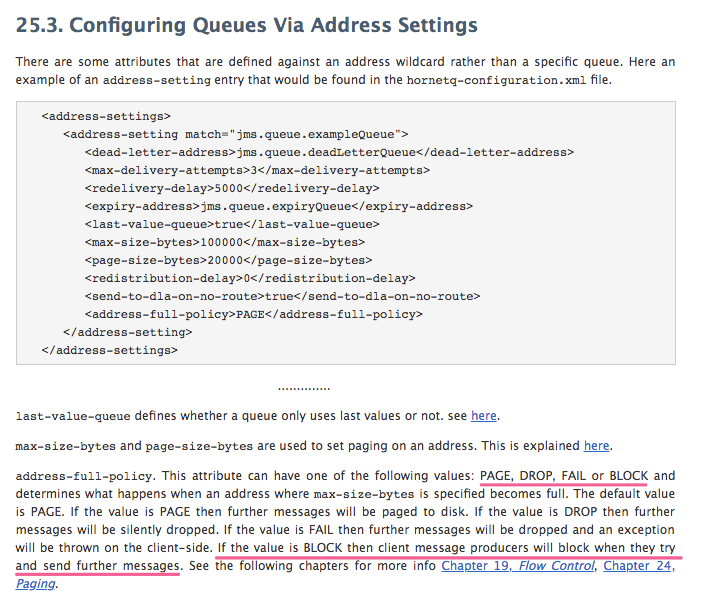 25.3. Configuring Queues Via Address Settings
There are some attributes that are defined against an address wildcard rather than a specific queue. Here an
example of an address-setting entry that would be found in the hornetq-configuration.xml file.
<address-settings>
<address-setting match="jms.queue.exampleQueue">
<dead-letter-address>jms.queue.deadLetterQueue</dead-letter-address>
<max-delivery-attempts>3</max-delivery-attempts>
<redelivery-delay>5000</redelivery-delay>
<expiry-address>jms.queue.expiryQueue</expiry-address>
<last-value-queue>true</last-value-queue>
<max-size-bytes>100000</max-size-bytes>
<page-size-bytes>20000</page-size-bytes>
<redistribution-delay>0</redistribution-delay>
<send-to-dla-on-no-route>true</send-to-dla-on-no-route>
<address-full-policy>PAGE</address-full-policy>
</address-setting>
</address-settings>
..............
last-value-queue defines whether a queue only uses last values or not. see here.
max-size-bytes and page-size-bytes are used to set paging on an address. This is explained here.
address-full-policy. This attribute can have one of the following values: PAGE, DROP, FAIL or BLOCK and
determines what happens when an address where max-size-bytes is specified becomes full. The default value
is PAGE. If the value is PAGE then further messages will be paged to disk. If the value is DROP then further
messages will be silently dropped. If the value is FAIL then further messages will be dropped and an exception
will be thrown on the client-side. If the value is BLOCK then client message producers will block when they try
and send further messages. See the following chapters for more info Chapter 19, Flow Control, Chapter 24,
Paging.